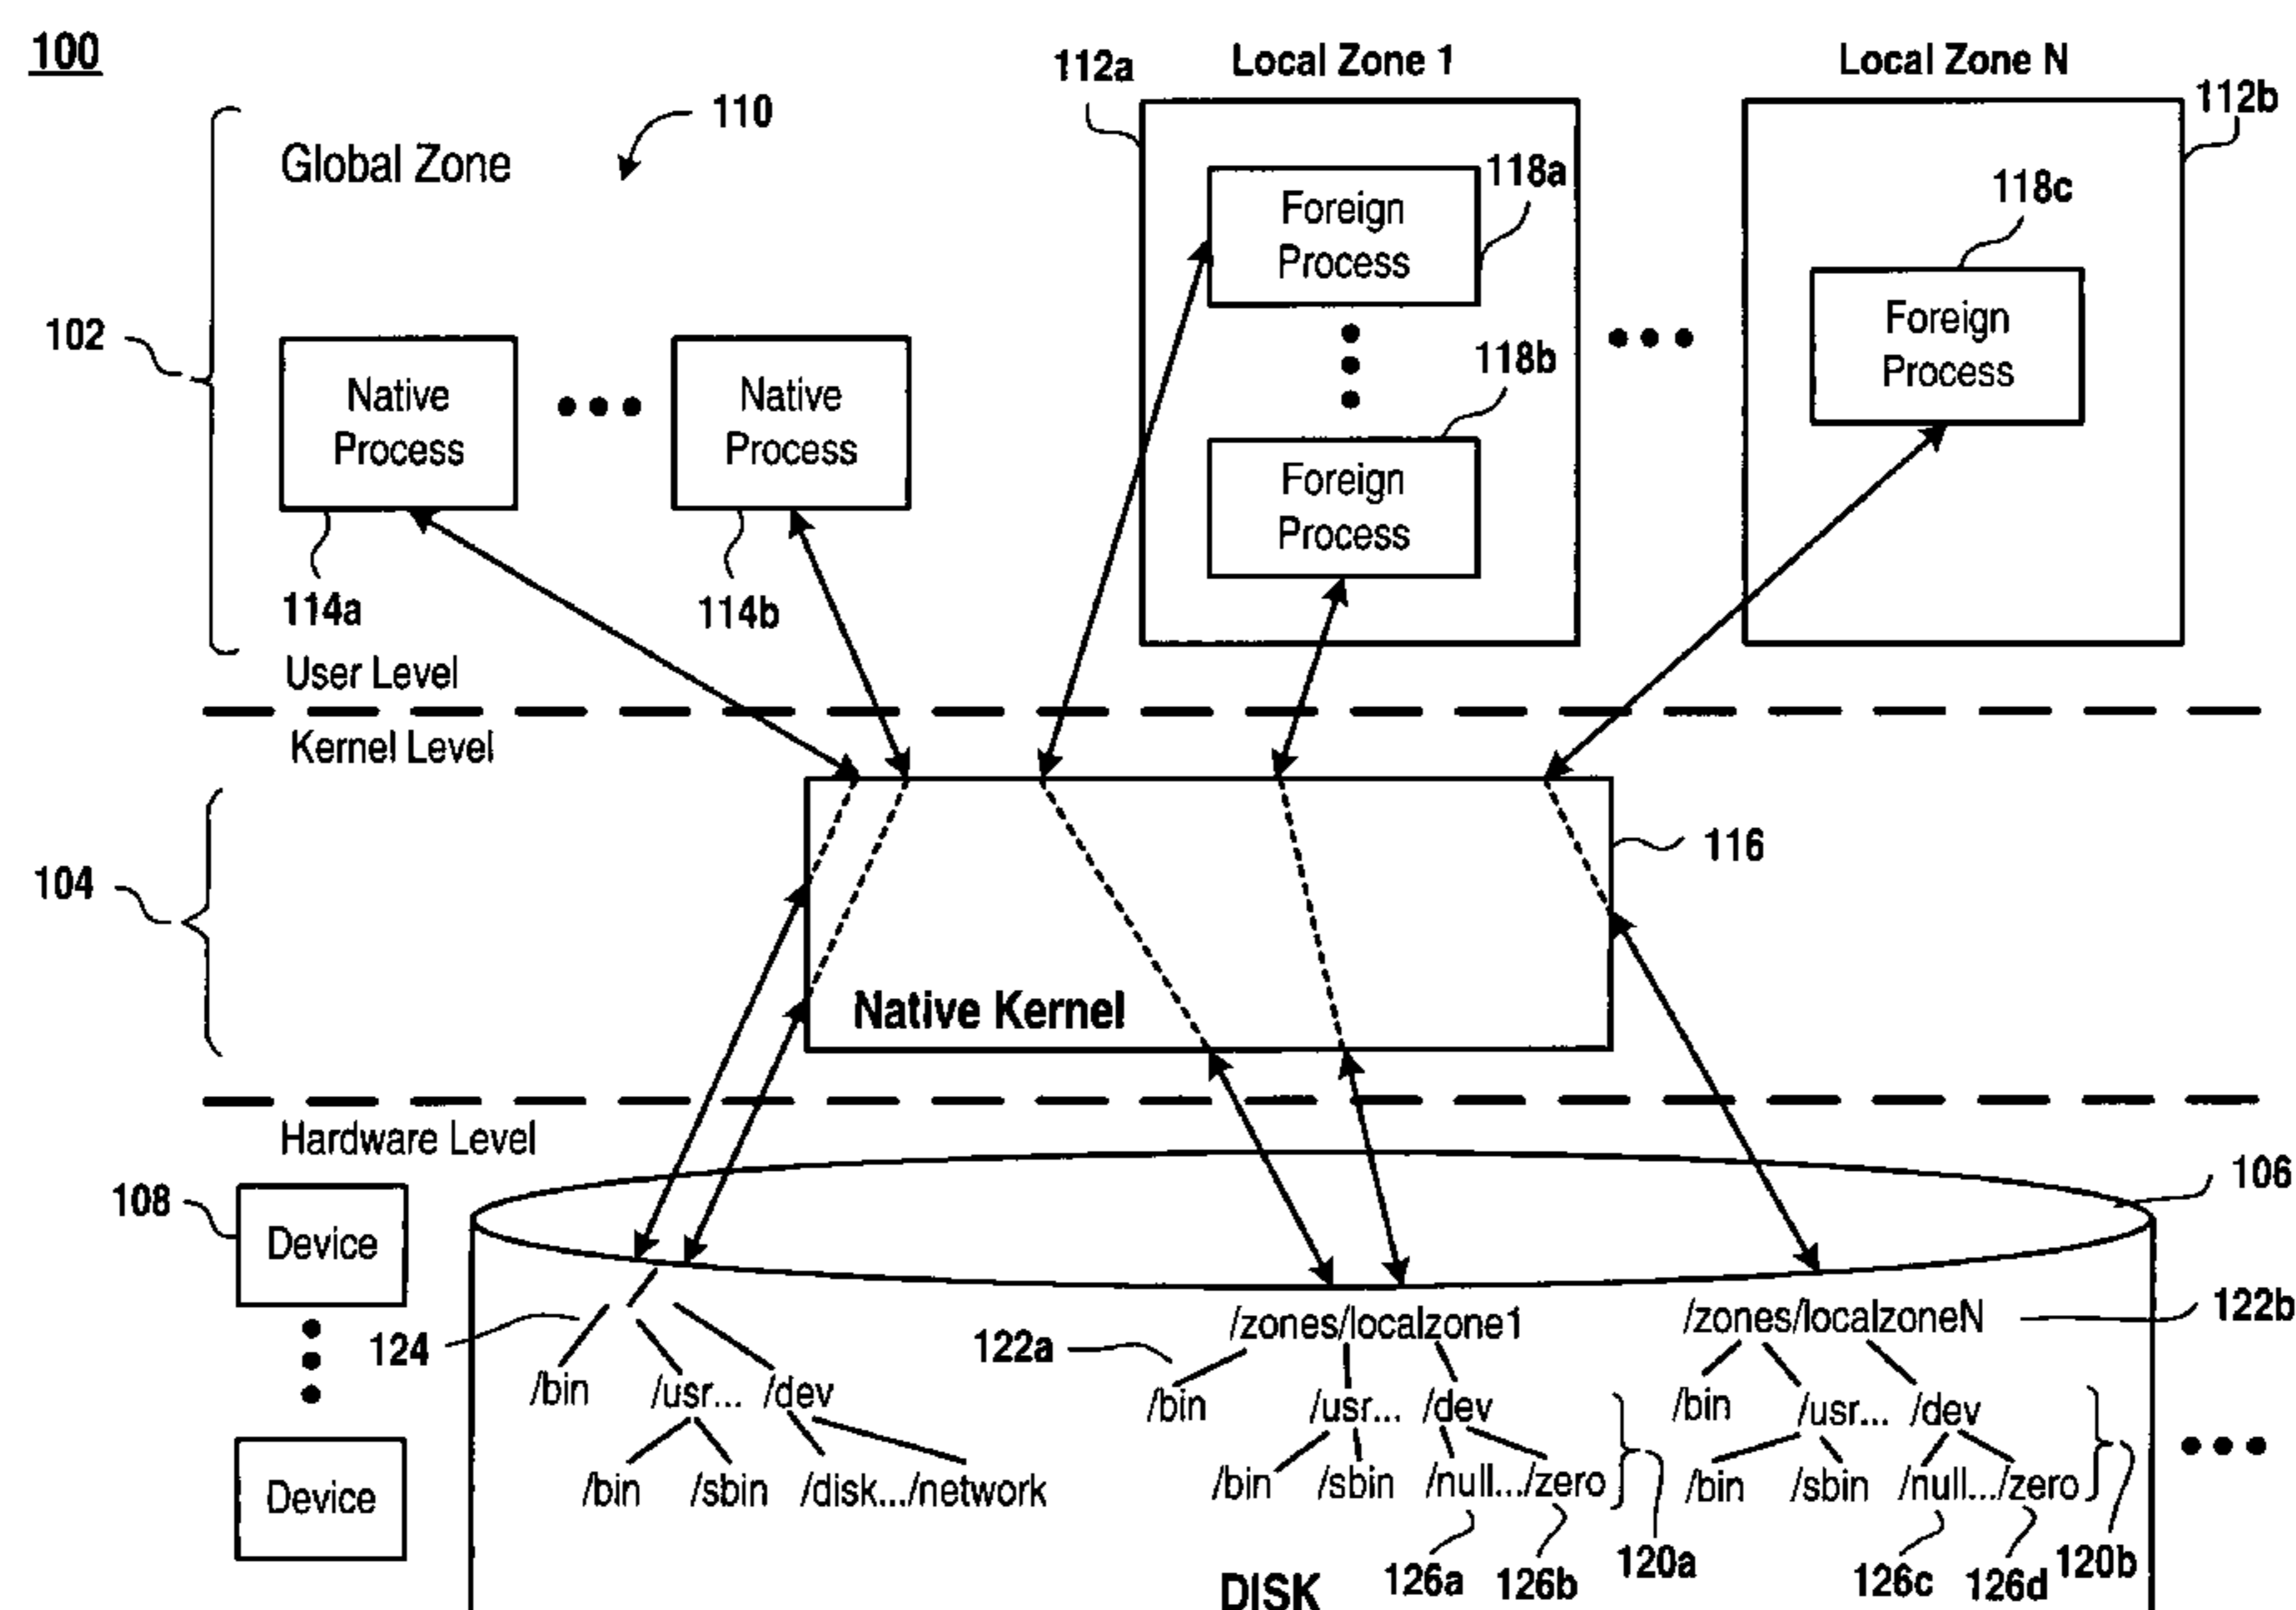 100
110
112a
Local Zone 1
Local Zone N
112b
Global Zone
118a
Foreign
Process
118c
Foreign
Process
102
118b
Native
Process
Native
Process
Foreign
Process
114a
114b
User Level
Kernel Level
116
104
Native Kernel
Hardware Level
106
108
Device
124
/
122a
/zones/localzone1
/zones/localzoneN
122b
/bin
/usr...
/dev
/bin
/usr...
/dev
/bin
/usr...
/dev
/bin
/sbin
/disk.../network
/bin
/sbin
/null.../zero
/bin
/sbin
/null.../zero
Device
126a
126b
120a
126c
126d
120b
DISK